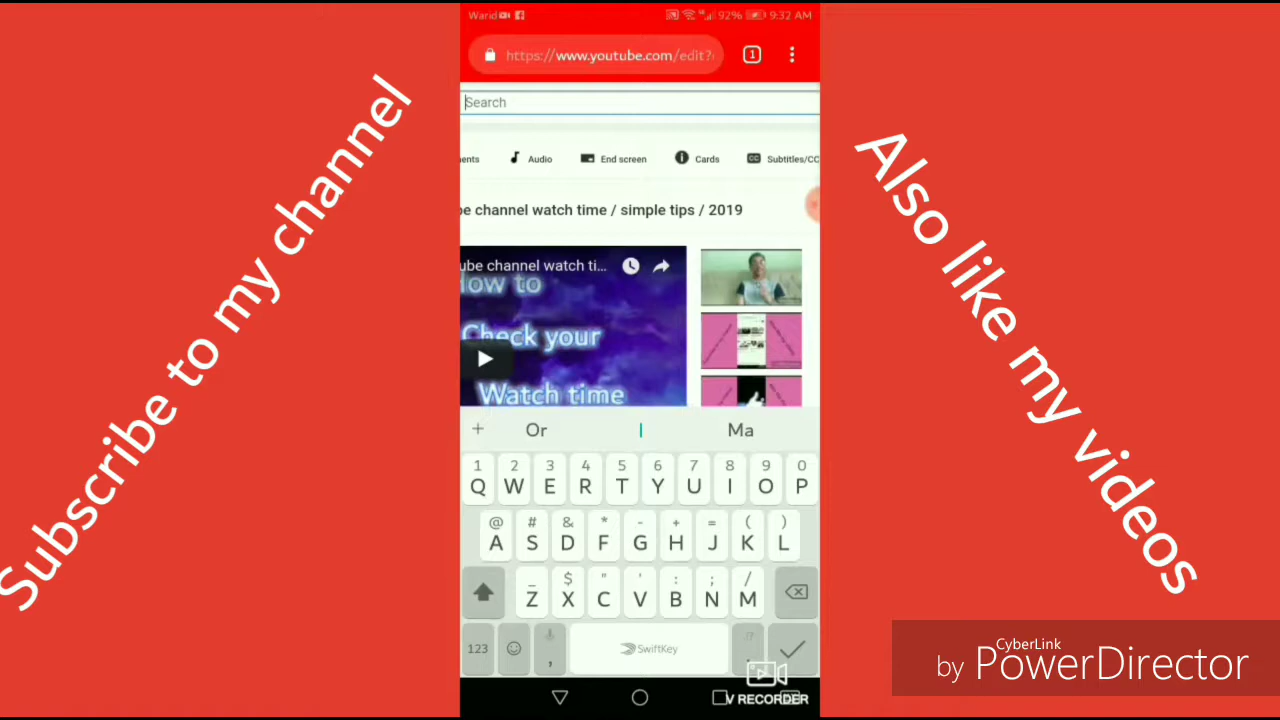 Subscribe to my channel
Warid
92%
9:32 AM
https://www.youtube.com/edit?
1
Search
ents
Audio
End screen
Cards
CC
Subtitles/CC
be channel watch time / simple tips / 2019
ube channel watch ti...
How to
Check your
Watch time
+ Or | Ma
1 2 3 4 5 6 7 8 9 0
Q W E R T Y U I O P
@ # & * - + = ( )
A S D F G H J K L
_ $ " ' : ; /
Z X C V B N M
123 , SwiftKey .
V RECORDER
Also like my videos
CyberLink
by PowerDirector